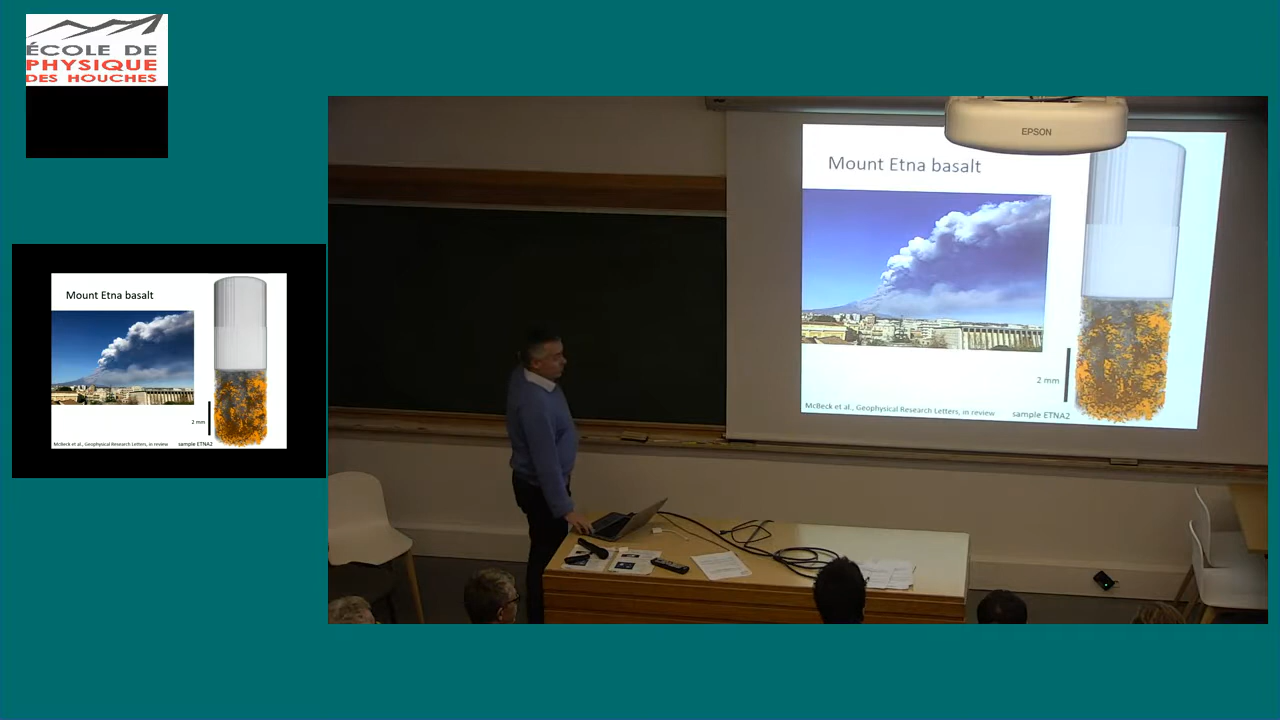 ÉCOLE DE
PHYSIQUE
DES HOUCHES
EPSON
Mount Etna basalt
2 mm
McBeck et al., Geophysical Research Letters, in review
sample ETNA2
Mount Etna basalt
2 mm
McBeck et al., Geophysical Research Letters, in review
sample ETNA2